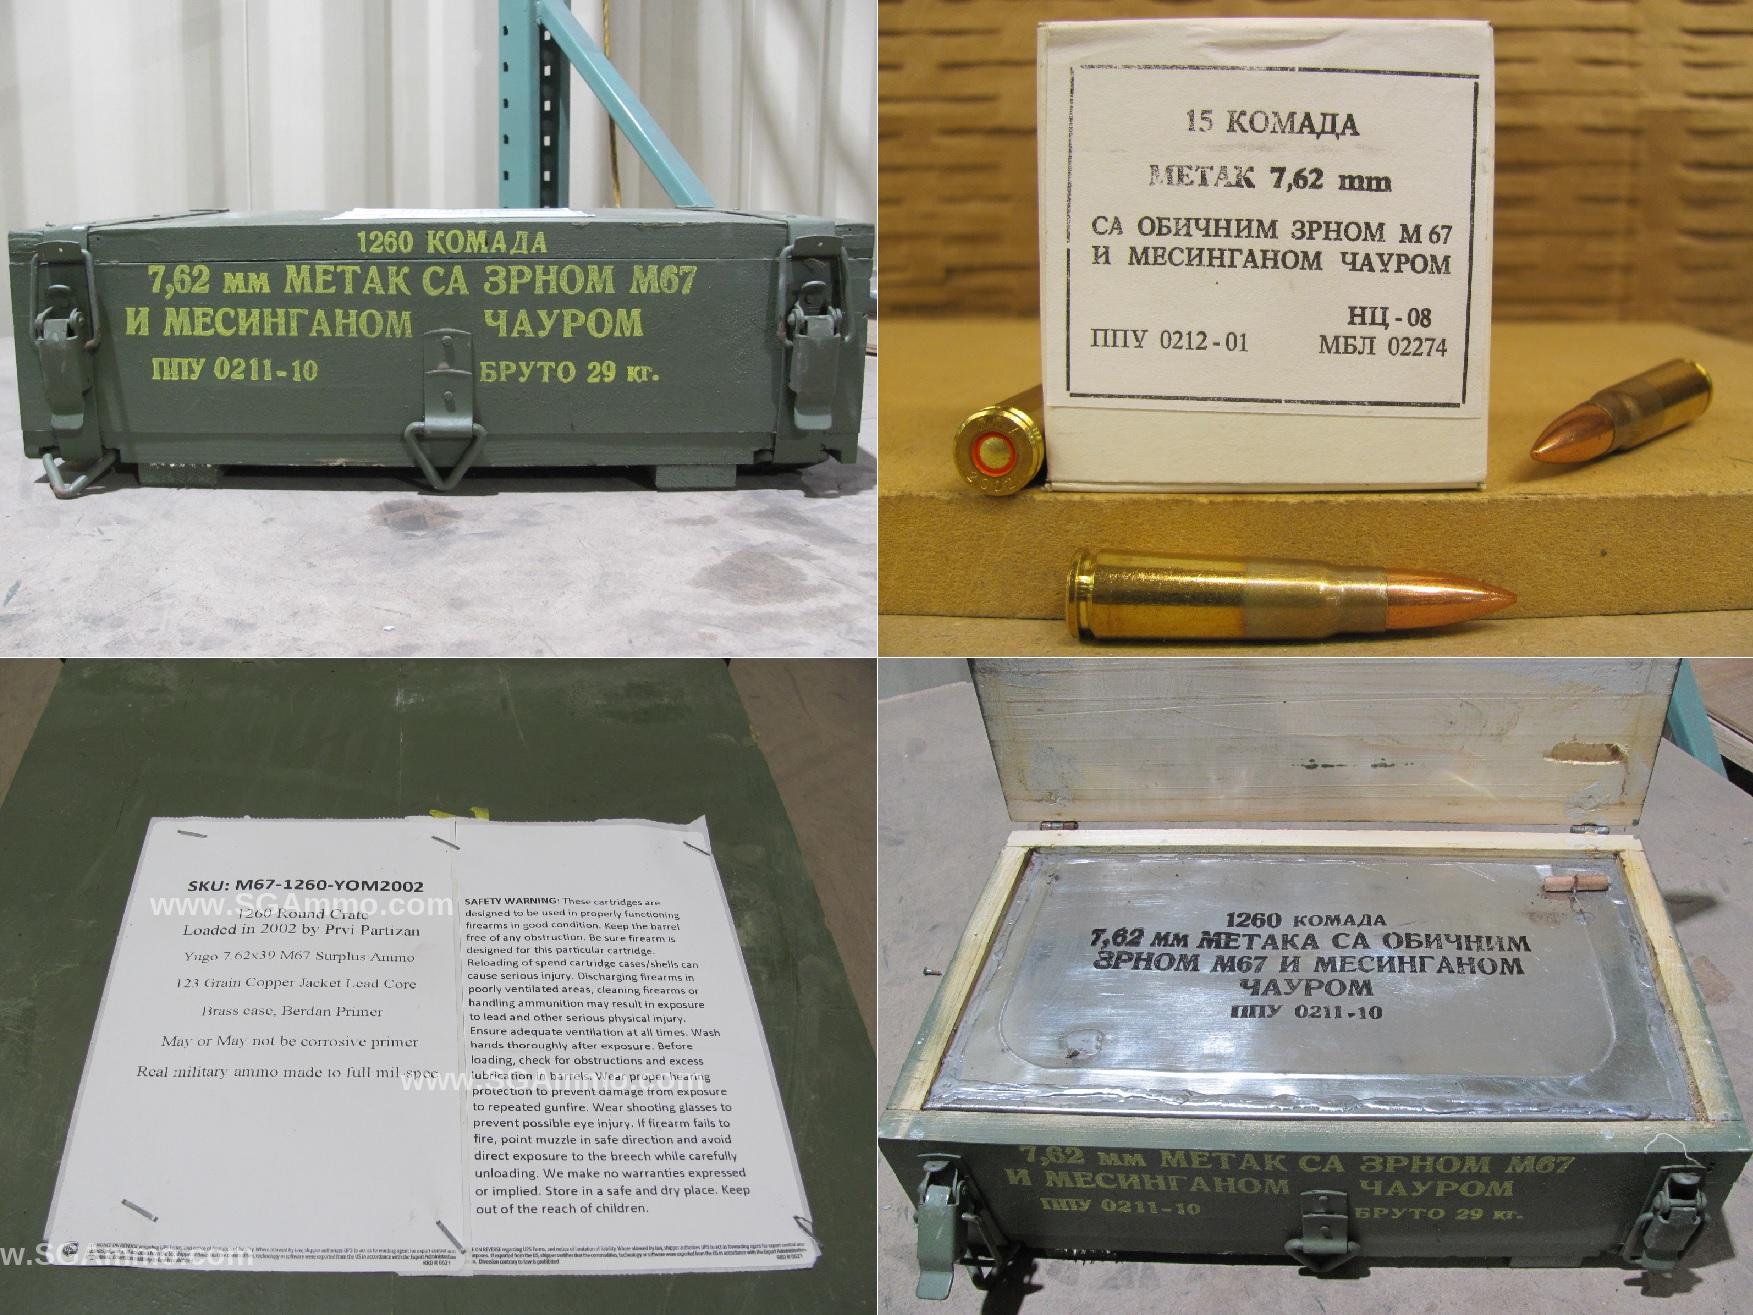 1260 КОМАДА
7,62 мм МЕТАК СА ЗРНОМ М67
И МЕСИНГАНОМ ЧАУРОМ
ППУ 0211-10 БРУТО 29 кг.
15 КОМАДА
МЕТАК 7,62 mm
СА ОБИЧНИМ ЗРНОМ М 67
И МЕСИНГАНОМ ЧАУРОМ
НЦ - 08
ППУ 0212 - 01 МБЛ 02274
2002
SKU: M67-1260-YOM2002
www.SGAmmo.com
1260 Round Crate
Loaded in 2002 by Prvi Partizan
Yugo 7.62x39 M67 Surplus Ammo
123 Grain Copper Jacket Lead Core
Brass case, Berdan Primer
May or May not be corrosive primer
Real military ammo made to full mil-spec
SAFETY WARNING: These cartridges are
designed to be used in properly functioning
firearms in good condition. Keep the barrel
free of any obstruction. Be sure firearm is
designed for this particular cartridge.
Reloading of spend cartridge cases/shells can
cause serious injury. Discharging firearms in
poorly ventilated areas, cleaning firearms or
handling ammunition may result in exposure
to lead and other serious physical injury.
Ensure adequate ventilation at all times. Wash
hands thoroughly after exposure. Before
loading, check for obstructions and excess
lubrication in barrels. Wear proper hearing
www.SGAmmo.com
protection to prevent damage from exposure
to repeated gunfire. Wear shooting glasses to
prevent possible eye injury. If firearm fails to
fire, point muzzle in safe direction and avoid
direct exposure to the breech while carefully
unloading. We make no warranties expressed
or implied. Store in a safe and dry place. Keep
out of the reach of children.
w.SGAmmo.com
RRD R 0521
RRD R 0521
1260 КОМАДА
7,62 мм МЕТАКА СА ОБИЧНИМ
ЗРНОМ М67 И МЕСИНГАНОМ
ЧАУРОМ
ППУ 0211-10
7,62 мм МЕТАК СА ЗРНОМ М67
И МЕСИНГАНОМ ЧАУРОМ
ППУ 0211-10 БРУТО 29 кг.